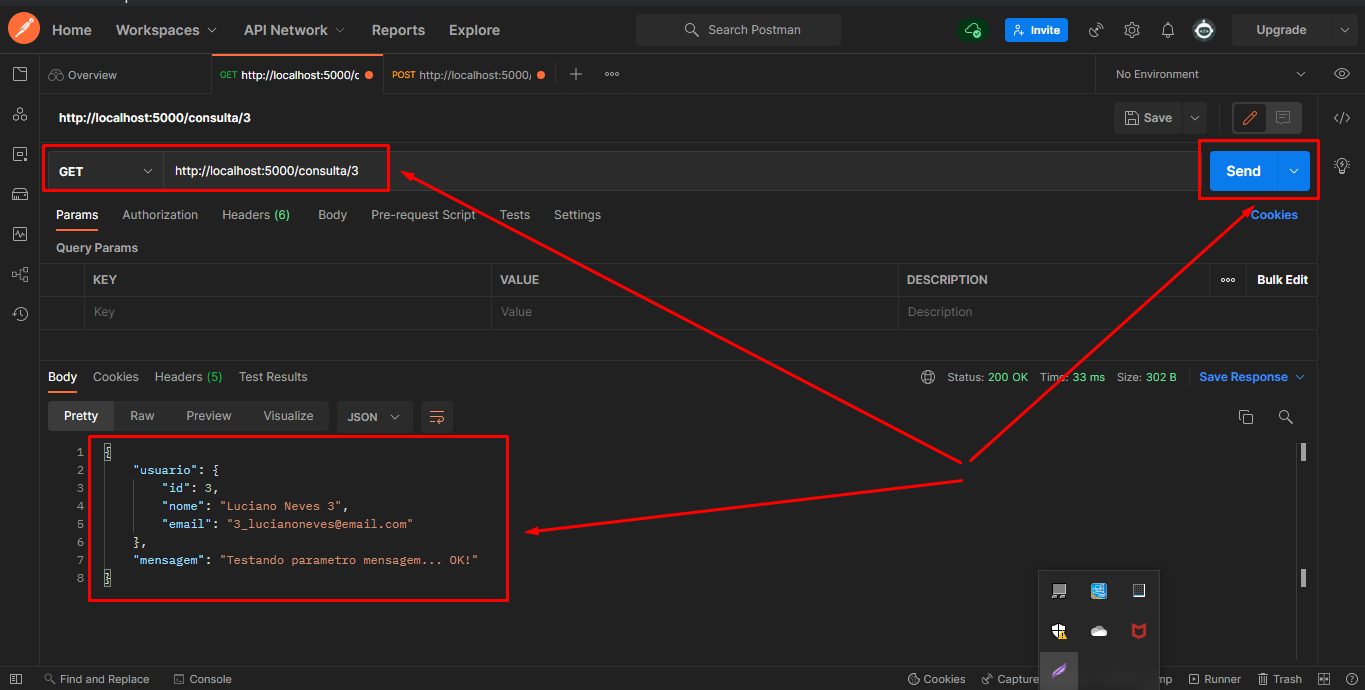 Home Workspaces API Network Reports Explore Search Postman Invite Upgrade
Overview GET http://localhost:5000/c POST http://localhost:5000/ No Environment
http://localhost:5000/consulta/3 Save
GET http://localhost:5000/consulta/3 Send
Params Authorization Headers (6) Body Pre-request Script Tests Settings Cookies
Query Params
KEY VALUE DESCRIPTION Bulk Edit
Key Value Description
Body Cookies Headers (5) Test Results Status: 200 OK Time: 33 ms Size: 302 B Save Response
Pretty Raw Preview Visualize JSON
1 {
2 "usuario": {
3 "id": 3,
4 "nome": "Luciano Neves 3",
5 "email": "3_lucianoneves@email.com"
6 },
7 "mensagem": "Testando parametro mensagem... OK!"
8 }
Find and Replace Console Cookies Capture mp Runner Trash